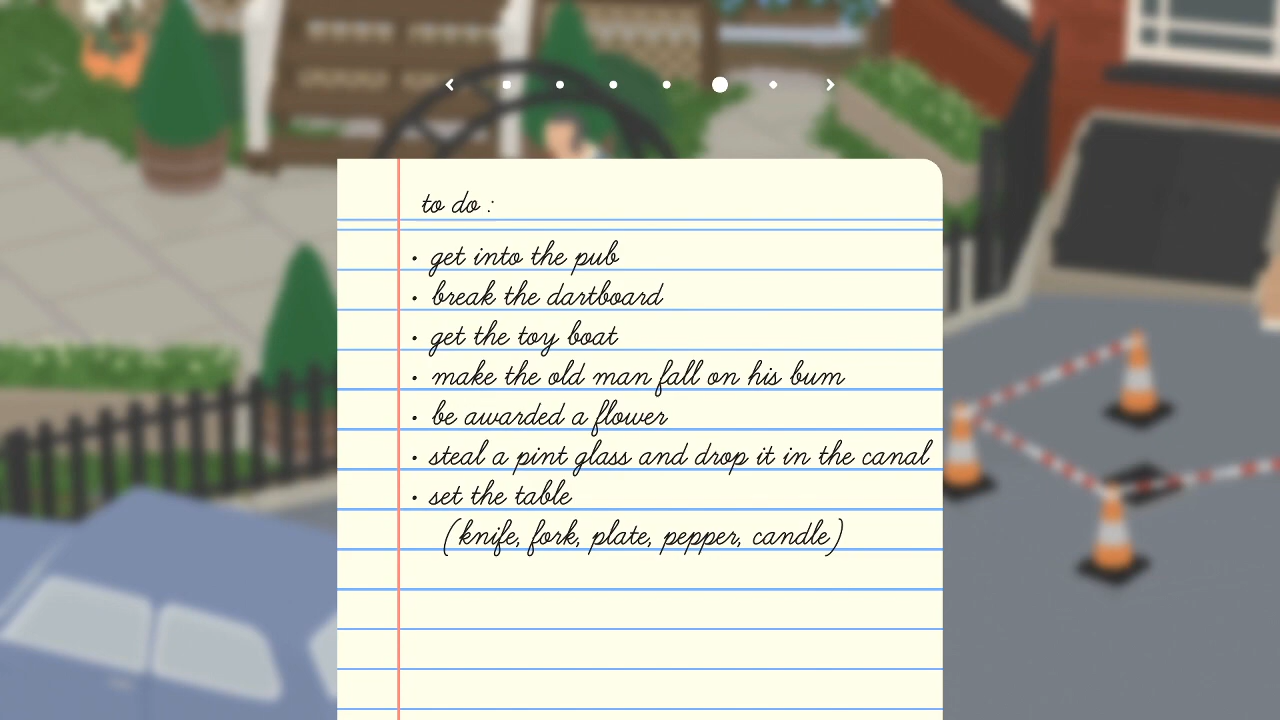 to do :
• get into the pub
• break the dartboard
• get the toy boat
• make the old man fall on his bum
• be awarded a flower
• steal a pint glass and drop it in the canal
• set the table
(knife, fork, plate, pepper, candle)